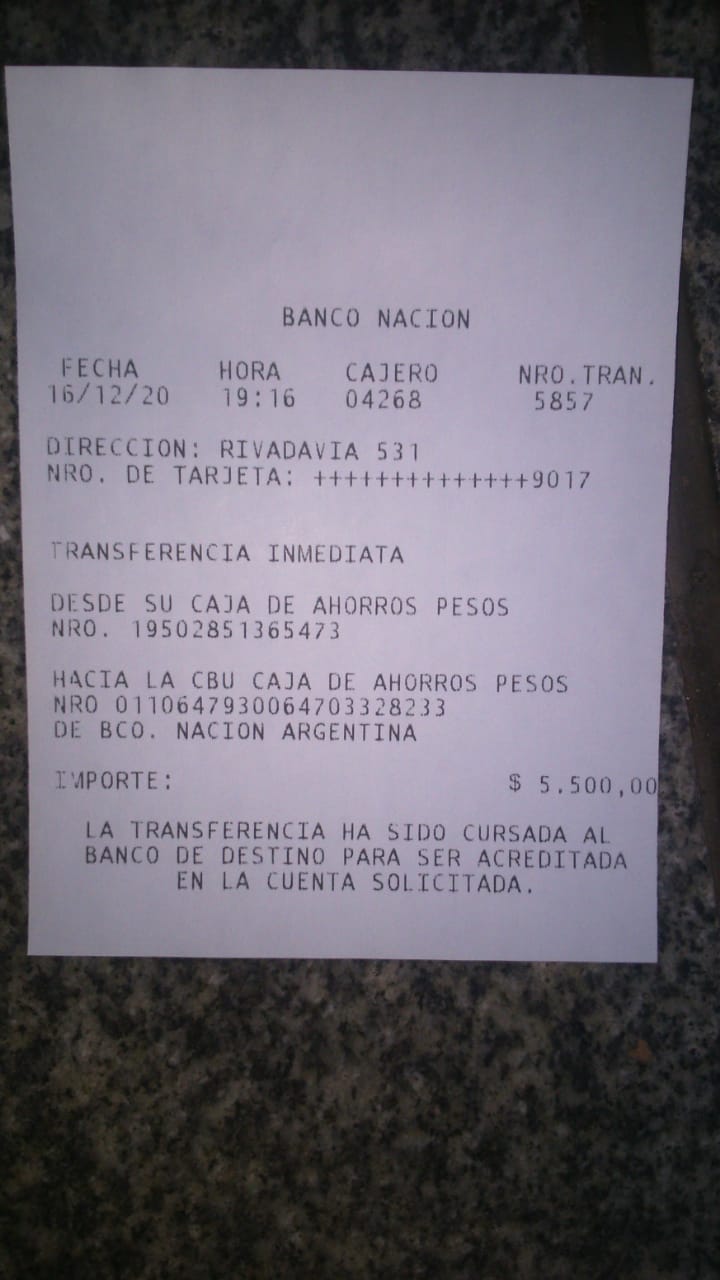 BANCO NACION
FECHA HORA CAJERO NRO.TRAN.
16/12/20 19:16 04268 5857
DIRECCION: RIVADAVIA 531
NRO. DE TARJETA: ++++++++++++++9017
TRANSFERENCIA INMEDIATA
DESDE SU CAJA DE AHORROS PESOS
NRO. 19502851365473
HACIA LA CBU CAJA DE AHORROS PESOS
NRO 0110647930064703328233
DE BCO. NACION ARGENTINA
IMPORTE: $ 5.500,00
LA TRANSFERENCIA HA SIDO CURSADA AL
BANCO DE DESTINO PARA SER ACREDITADA
EN LA CUENTA SOLICITADA.